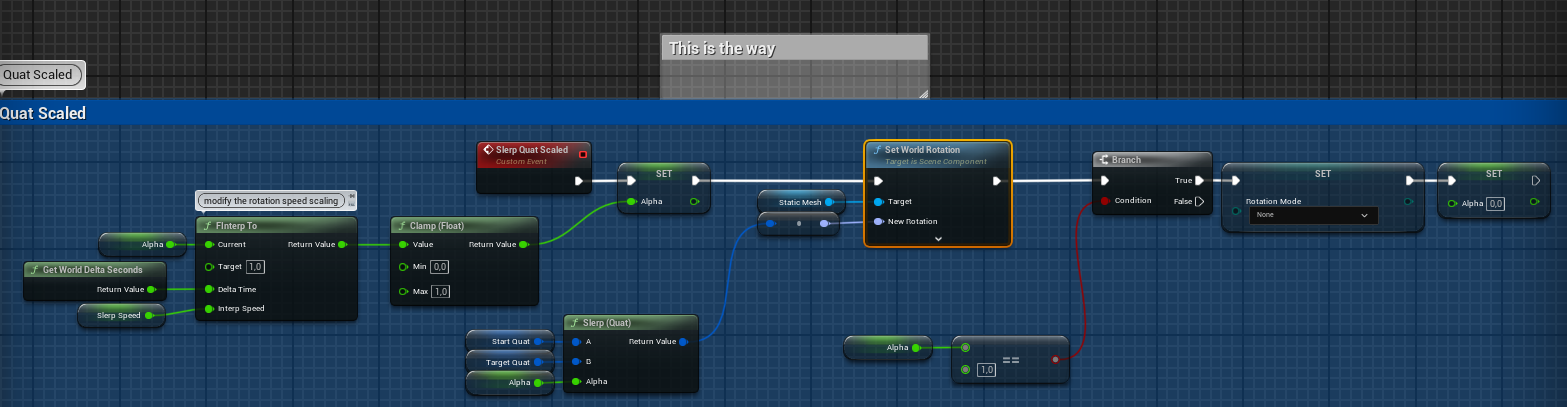 This is the way
Quat Scaled
Quat Scaled
Slerp Quat Scaled
Custom Event
SET
Alpha
Set World Rotation
Target is Scene Component
Target
New Rotation
Static Mesh
Branch
True
Condition
False
SET
Rotation Mode
None
SET
Alpha 0,0
modify the rotation speed scaling
FInterp To
Current
Return Value
Target 1,0
Delta Time
Interp Speed
Alpha
Get World Delta Seconds
Return Value
Slerp Speed
Clamp (Float)
Value
Return Value
Min 0,0
Max 1,0
Slerp (Quat)
A
Return Value
B
Alpha
Start Quat
Target Quat
Alpha
Alpha
==
1,0